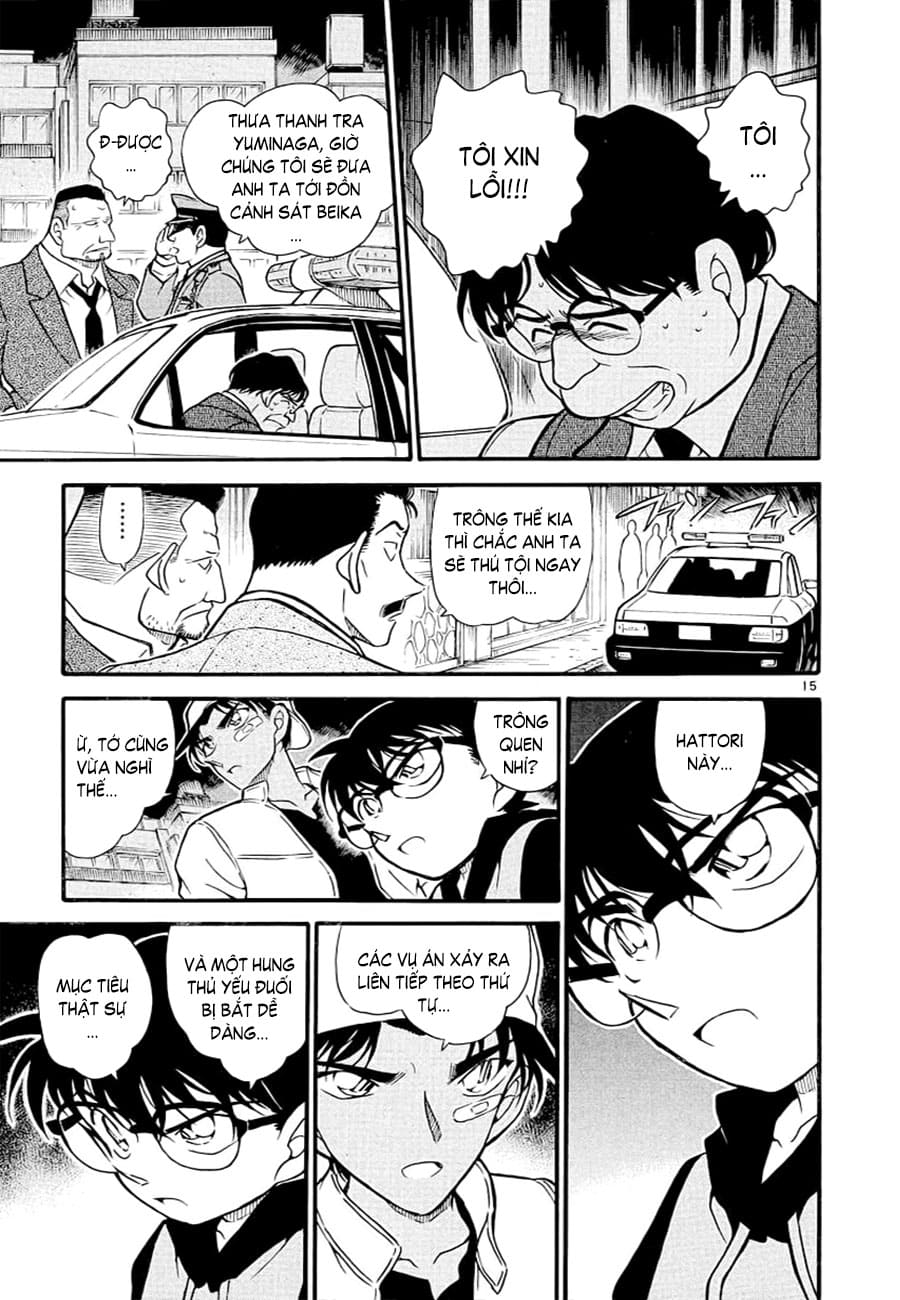 TÔI
...
TÔI XIN
LỖI!!!
THƯA THANH TRA
YUMINAGA, GIỜ
CHÚNG TÔI SẼ ĐƯA
ANH TA TỚI ĐỒN
CẢNH SÁT BEIKA
...
Đ-ĐƯỢC
...
TRÔNG THẾ KIA
THÌ CHẮC ANH TA
SẼ THÚ TỘI NGAY
THÔI...
......
15
HATTORI
NÀY...
TRÔNG
QUEN
NHỈ?
Ừ, TỚ CŨNG
VỪA NGHĨ
THẾ...
CÁC VỤ ÁN XẢY RA
LIÊN TIẾP THEO THỨ
TỰ...
VÀ MỘT HUNG
THỦ YẾU ĐUỐI
BỊ BẮT DỄ
DÀNG...
MỤC TIÊU
THẬT SỰ
...